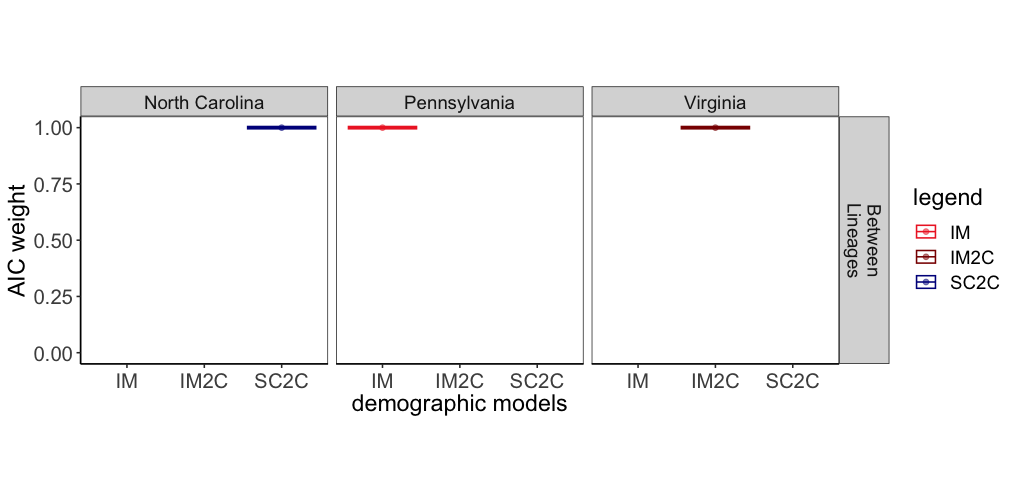 North Carolina
Pennsylvania
Virginia
AIC weight
1.00
0.75
0.50
0.25
0.00
IM IM2C SC2C
IM IM2C SC2C
IM IM2C SC2C
demographic models
Between
Lineages
legend
IM
IM2C
SC2C